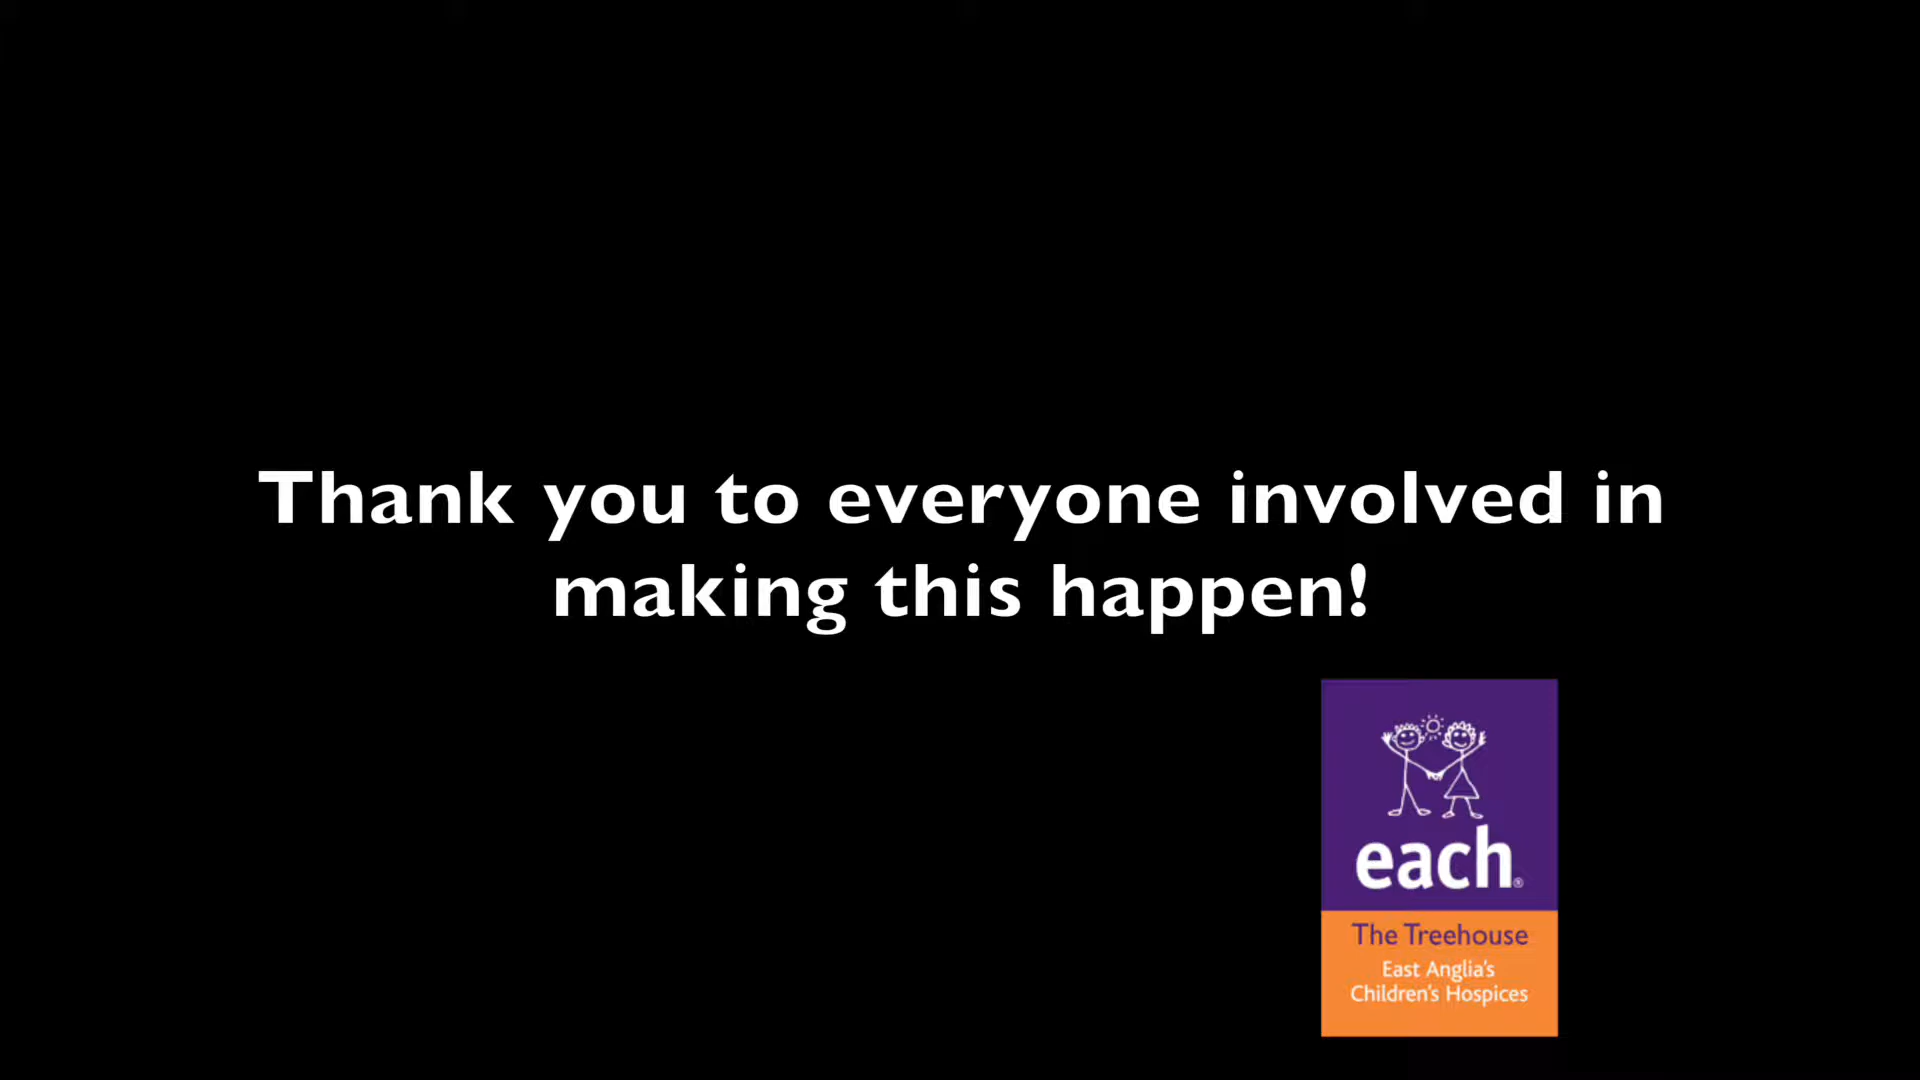 Thank you to everyone involved in
making this happen!
each®
The Treehouse
East Anglia's
Children's Hospices